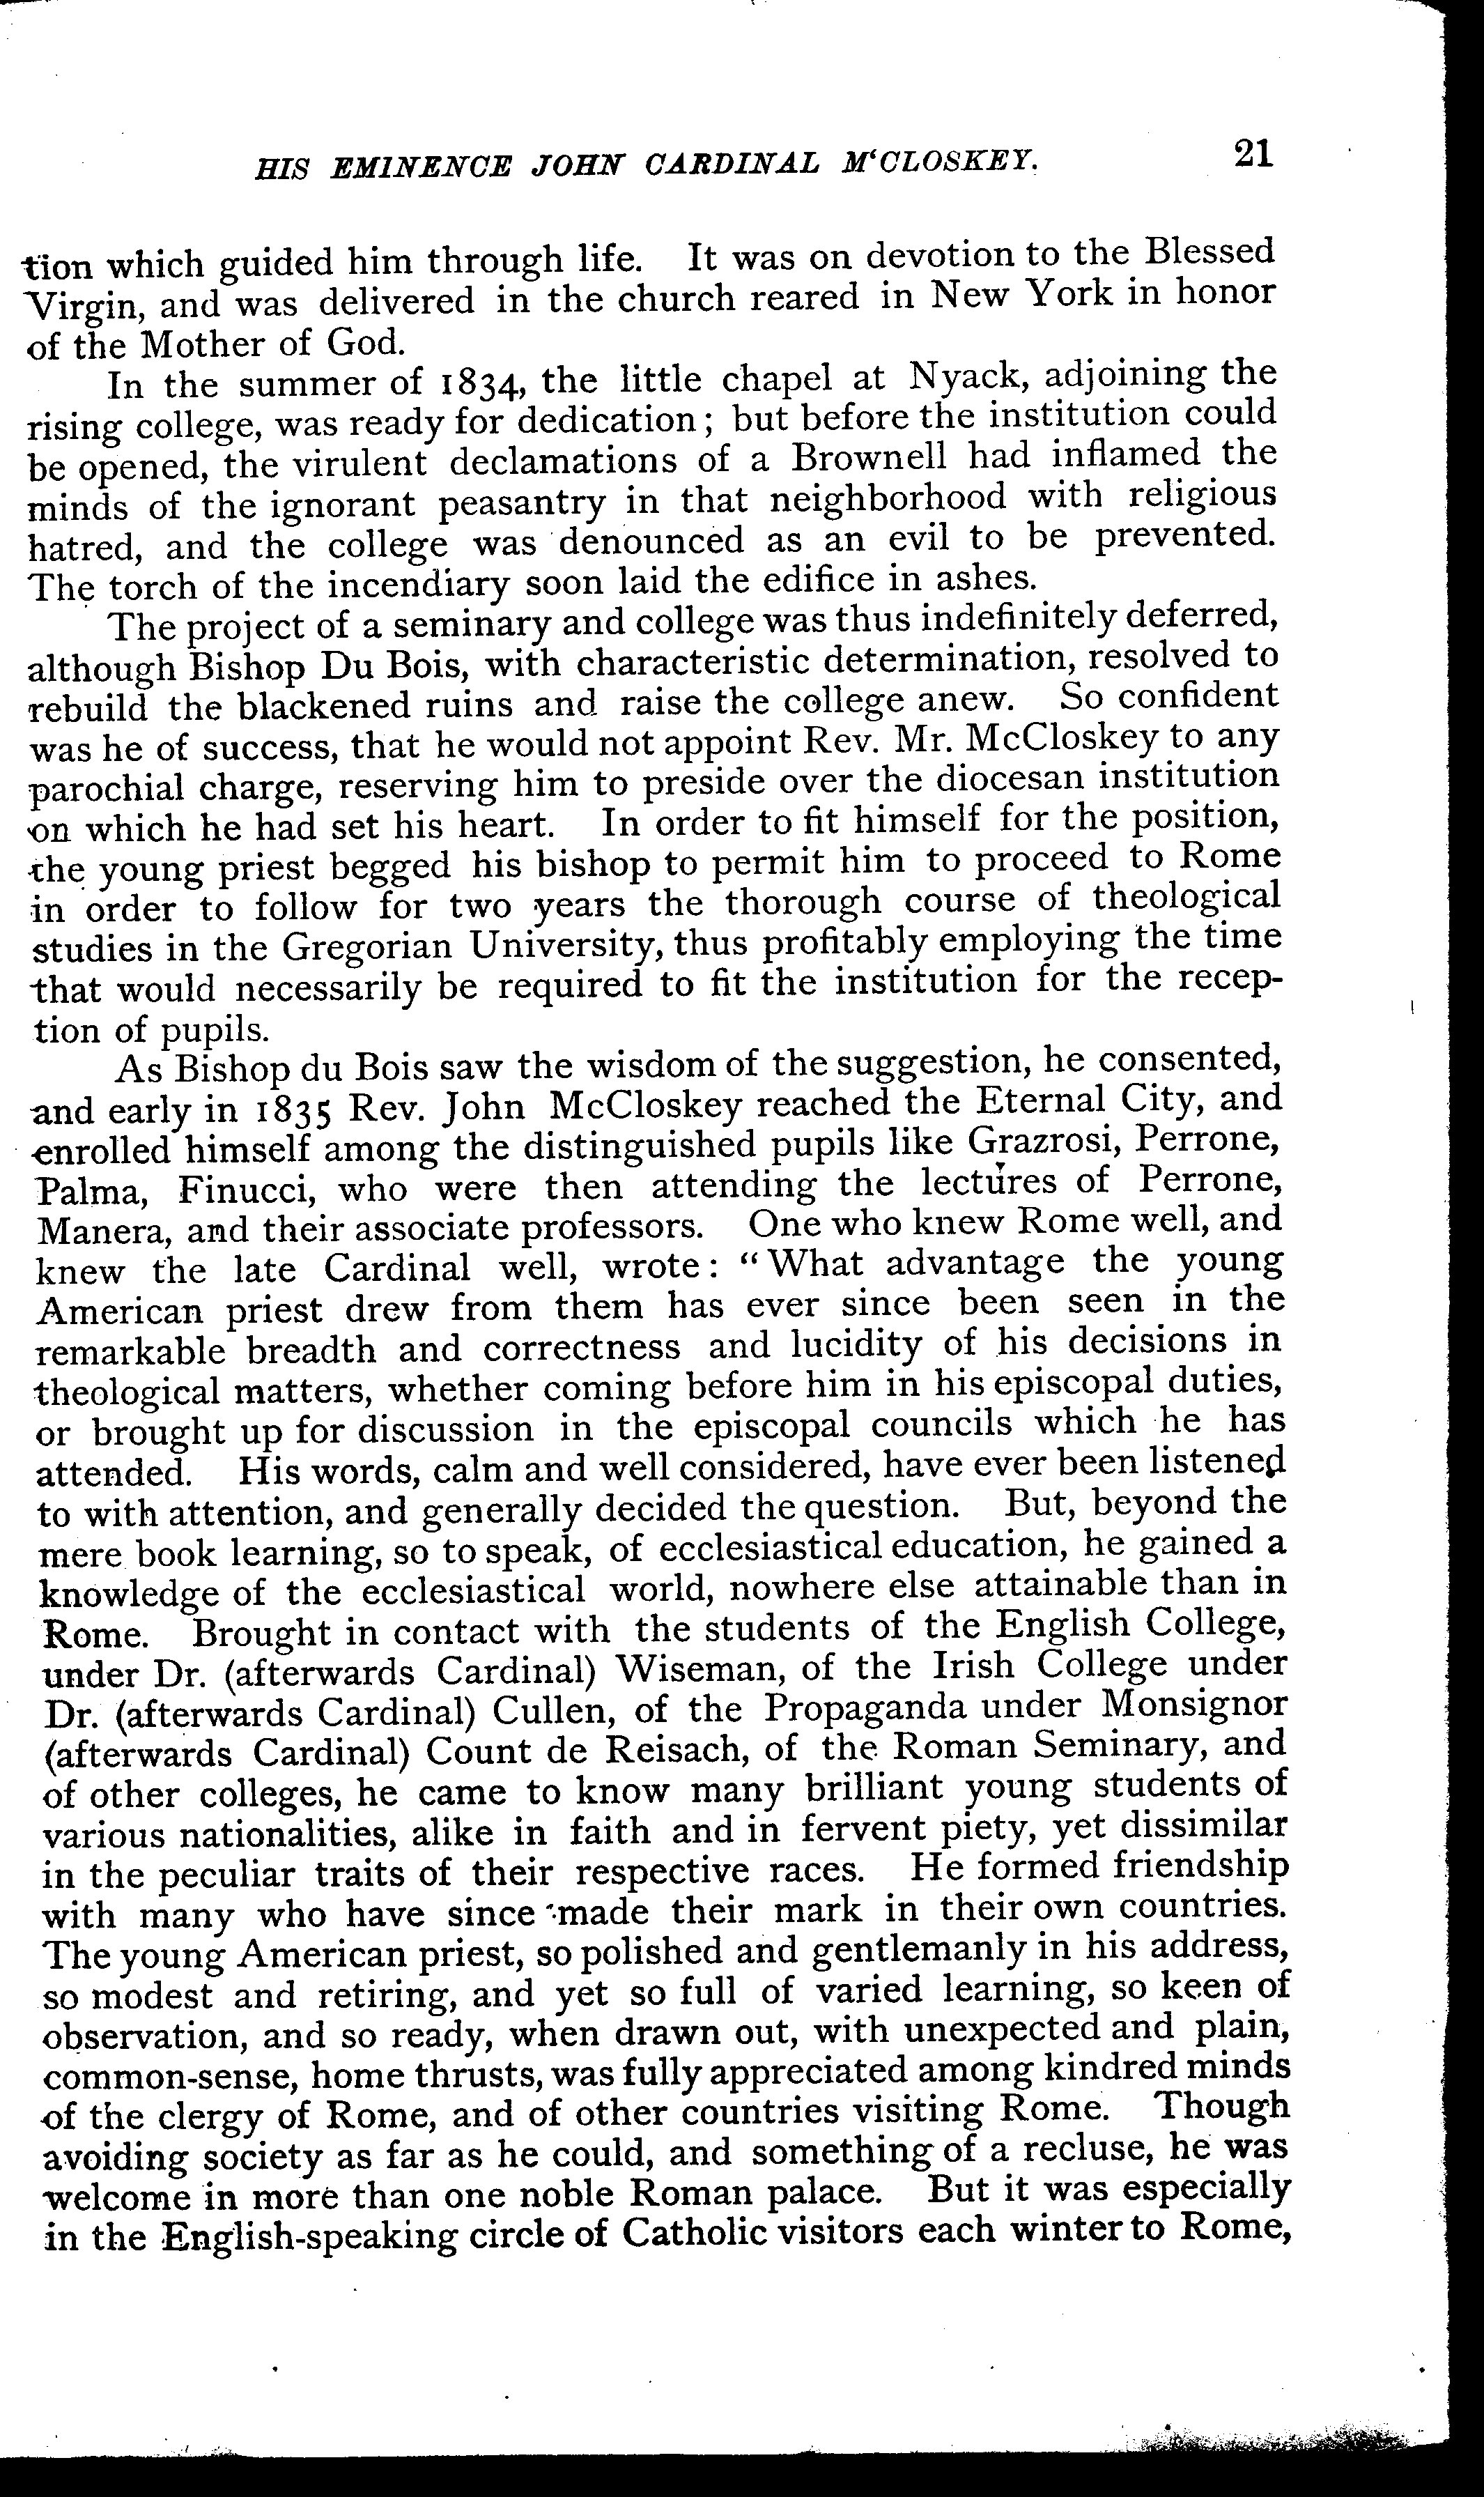 HIS EMINENCE JOHN CARDINAL M‘CLOSKEY. 21
tion which guided him through life. It was on devotion to the Blessed
Virgin, and was delivered in the church reared in New York in honor
of the Mother of God.
In the summer of 1834, the little chapel at Nyack, adjoining the
rising college, was ready for dedication; but before the institution could
be opened, the virulent declamations of a Brownell had inflamed the
minds of the ignorant peasantry in that neighborhood with religious
hatred, and the college was denounced as an evil to be prevented.
The torch of the incendiary soon laid the edifice in ashes.
The project of a seminary and college was thus indefinitely deferred,
although Bishop Du Bois, with characteristic determination, resolved to
rebuild the blackened ruins and raise the college anew. So confident
was he of success, that he would not appoint Rev. Mr. McCloskey to any
parochial charge, reserving him to preside over the diocesan institution
on which he had set his heart. In order to fit himself for the position,
the young priest begged his bishop to permit him to proceed to Rome
in order to follow for two years the thorough course of theological
studies in the Gregorian University, thus profitably employing the time
that would necessarily be required to fit the institution for the recep-
tion of pupils.
As Bishop du Bois saw the wisdom of the suggestion, he consented,
and early in 1835 Rev. John McCloskey reached the Eternal City, and
enrolled himself among the distinguished pupils like Grazrosi, Perrone,
Palma, Finucci, who were then attending the lectures of Perrone,
Manera, and their associate professors. One who knew Rome well, and
knew the late Cardinal well, wrote: “What advantage the young
American priest drew from them has ever since been seen in the
remarkable breadth and correctness and lucidity of his decisions in
theological matters, whether coming before him in his episcopal duties,
or brought up for discussion in the episcopal councils which he has
attended. His words, calm and well considered, have ever been listened
to with attention, and generally decided the question. But, beyond the
mere book learning, so to speak, of ecclesiastical education, he gained a
knowledge of the ecclesiastical world, nowhere else attainable than in
Rome. Brought in contact with the students of the English College,
under Dr. (afterwards Cardinal) Wiseman, of the Irish College under
Dr. (afterwards Cardinal) Cullen, of the Propaganda under Monsignor
(afterwards Cardinal) Count de Reisach, of the Roman Seminary, and
of other colleges, he came to know many brilliant young students of
various nationalities, alike in faith and in fervent piety, yet dissimilar
in the peculiar traits of their respective races. He formed friendship
with many who have since made their mark in their own countries.
The young American priest, so polished and gentlemanly in his address,
so modest and retiring, and yet so full of varied learning, so keen of
observation, and so ready, when drawn out, with unexpected and plain,
common-sense, home thrusts, was fully appreciated among kindred minds
of the clergy of Rome, and of other countries visiting Rome. Though
avoiding society as far as he could, and something of a recluse, he was
welcome in more than one noble Roman palace. But it was especially
in the English-speaking circle of Catholic visitors each winter to Rome,